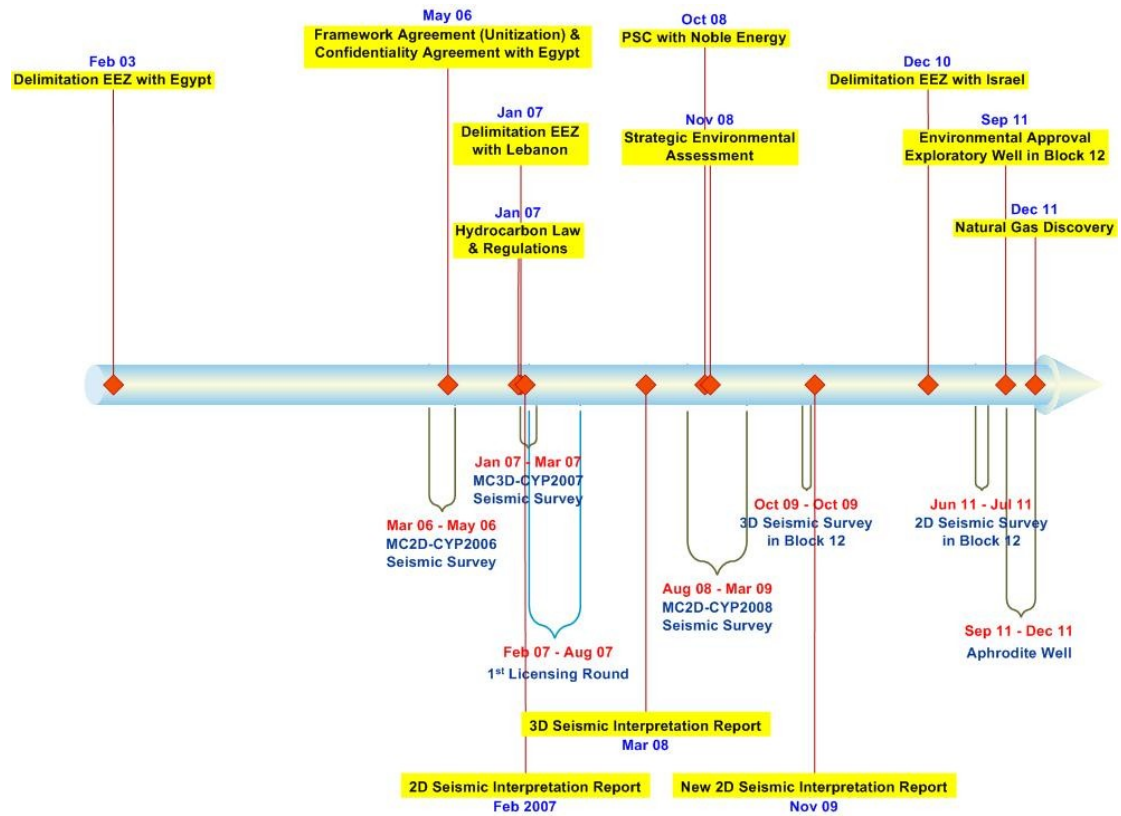 May 06
Framework Agreement (Unitization) &
Confidentiality Agreement with Egypt
Oct 08
PSC with Noble Energy
Feb 03
Delimitation EEZ with Egypt
Dec 10
Delimitation EEZ with Israel
Jan 07
Delimitation EEZ
with Lebanon
Nov 08
Strategic Environmental
Assessment
Sep 11
Environmental Approval
Exploratory Well in Block 12
Jan 07
Hydrocarbon Law
& Regulations
Dec 11
Natural Gas Discovery
Jan 07 - Mar 07
MC3D-CYP2007
Seismic Survey
Mar 06 - May 06
MC2D-CYP2006
Seismic Survey
Oct 09 - Oct 09
3D Seismic Survey
in Block 12
Jun 11 - Jul 11
2D Seismic Survey
in Block 12
Aug 08 - Mar 09
MC2D-CYP2008
Seismic Survey
Feb 07 - Aug 07
1st Licensing Round
Sep 11 - Dec 11
Aphrodite Well
3D Seismic Interpretation Report
Mar 08
2D Seismic Interpretation Report
Feb 2007
New 2D Seismic Interpretation Report
Nov 09